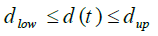 d_low ≤ d(t) ≤ d_up